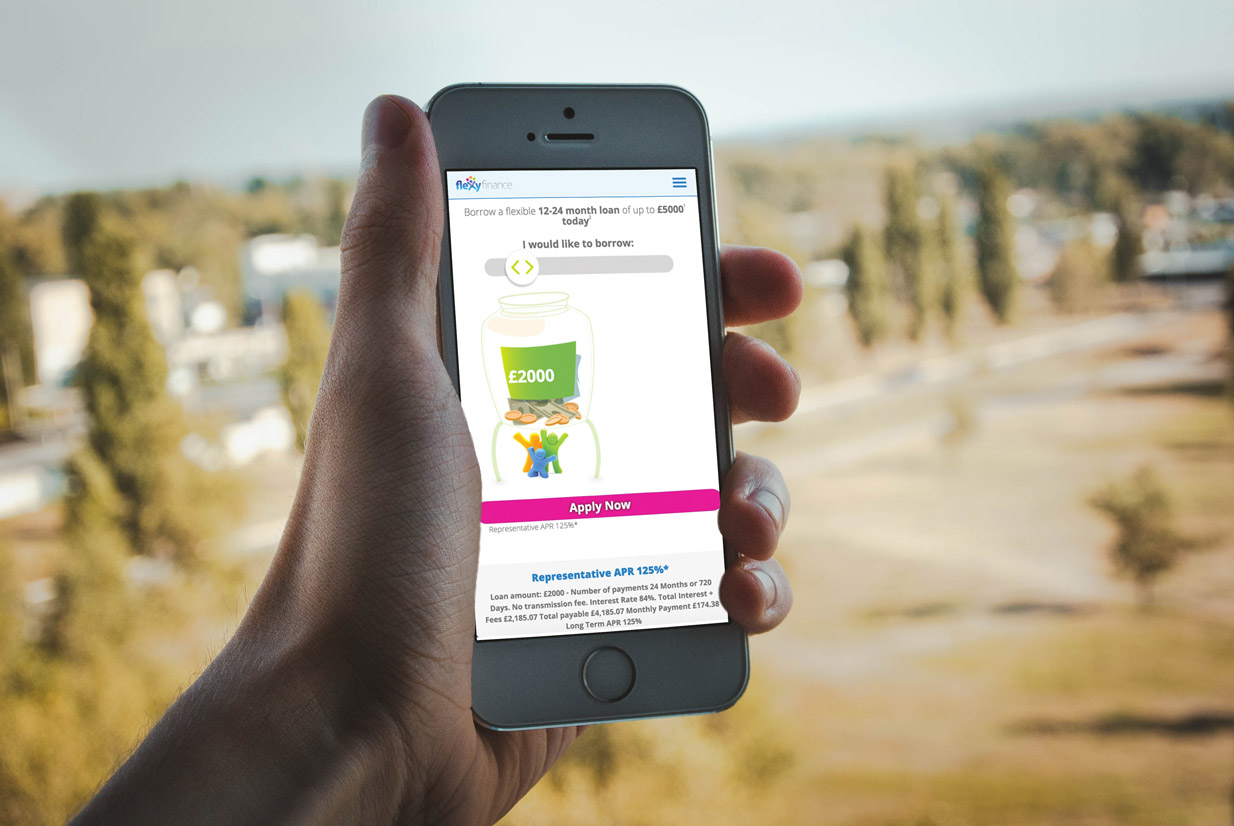 flexyfinance
Borrow a flexible 12-24 month loan of up to £5000¹
today¹
I would like to borrow:
£2000
Apply Now
Representative APR 125%*
Representative APR 125%*
Loan amount: £2000 - Number of payments 24 Months or 720
Days. No transmission fee. Interest Rate 84%. Total Interest +
Fees £2,185.07 Total payable £4,185.07 Monthly Payment £174.38
Long Term APR 125%